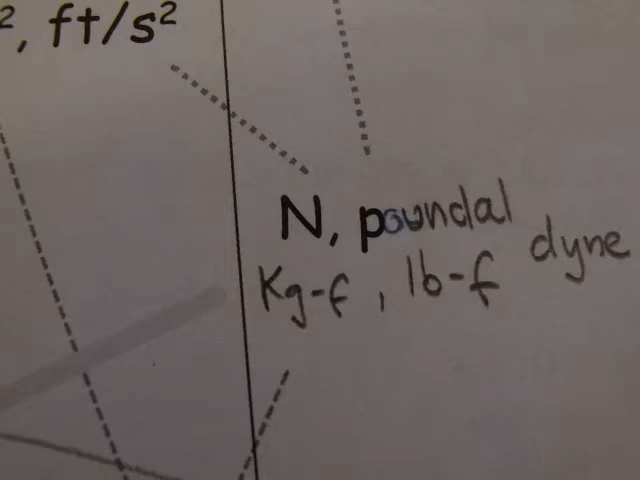 ², ft/s²
N, poundal
dyne
Kg-f, lb-f